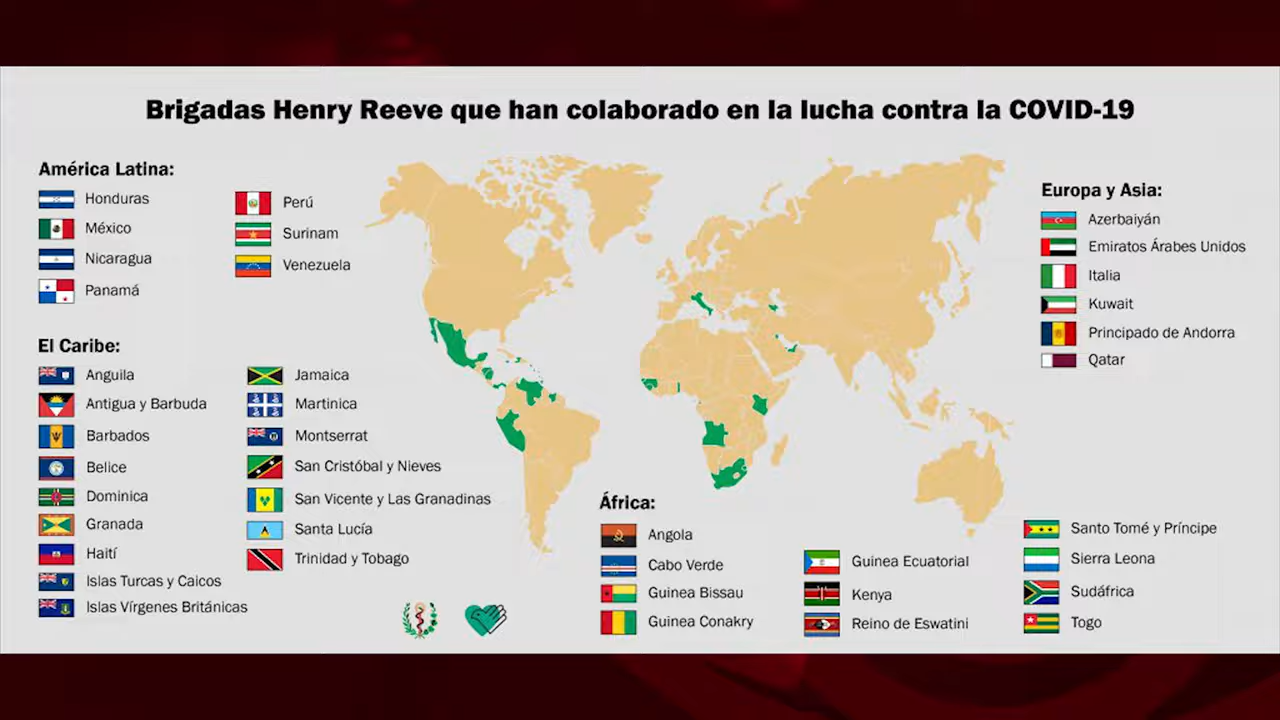 Brigadas Henry Reeve que han colaborado en la lucha contra la COVID-19
América Latina:
Honduras
México
Nicaragua
Panamá
Perú
Surinam
Venezuela
El Caribe:
Anguila
Antigua y Barbuda
Barbados
Belice
Dominica
Granada
Haití
Islas Turcas y Caicos
Islas Vírgenes Británicas
Jamaica
Martinica
Montserrat
San Cristóbal y Nieves
San Vicente y Las Granadinas
Santa Lucía
Trinidad y Tobago
África:
Angola
Cabo Verde
Guinea Bissau
Guinea Conakry
Guinea Ecuatorial
Kenya
Reino de Eswatini
Santo Tomé y Príncipe
Sierra Leona
Sudáfrica
Togo
Europa y Asia:
Azerbaiyán
Emiratos Árabes Unidos
Italia
Kuwait
Principado de Andorra
Qatar